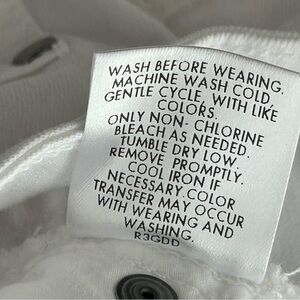 WASH BEFORE WEARING.
MACHINE WASH COLD,
GENTLE CYCLE, WITH LIKE
COLORS.
ONLY NON- CHLORINE
BLEACH AS NEEDED.
TUMBLE DRY LOW.
REMOVE PROMPTLY.
COOL IRON IF
NECESSARY. COLOR
TRANSFER MAY OCCUR
WITH WEARING AND
WASHING.
R3GDD